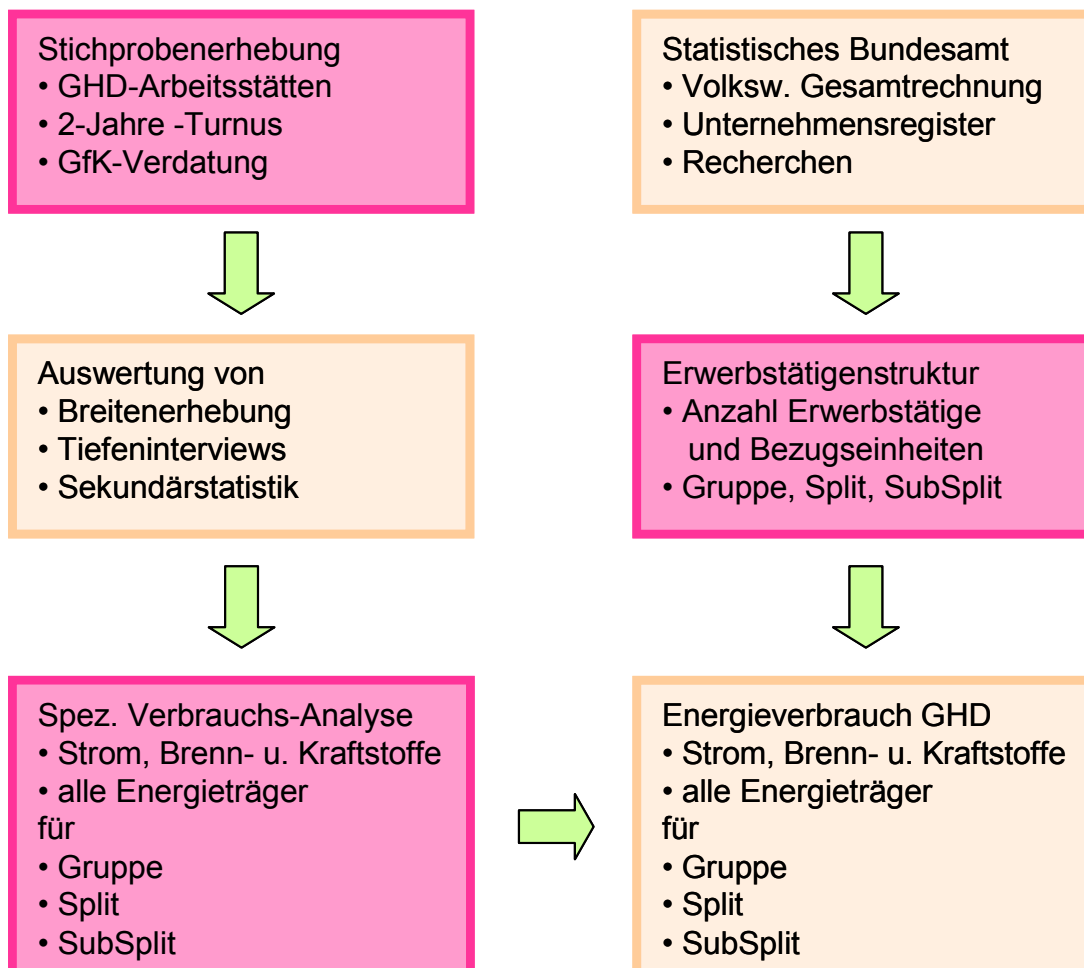 Stichprobenerhebung
• GHD-Arbeitsstätten
• 2-Jahre -Turnus
• GfK-Verdatung
Statistisches Bundesamt
• Volksw. Gesamtrechnung
• Unternehmensregister
• Recherchen
Auswertung von
• Breitenerhebung
• Tiefeninterviews
• Sekundärstatistik
Erwerbstätigenstruktur
• Anzahl Erwerbstätige
und Bezugseinheiten
• Gruppe, Split, SubSplit
Spez. Verbrauchs-Analyse
• Strom, Brenn- u. Kraftstoffe
• alle Energieträger
für
• Gruppe
• Split
• SubSplit
Energieverbrauch GHD
• Strom, Brenn- u. Kraftstoffe
• alle Energieträger
für
• Gruppe
• Split
• SubSplit